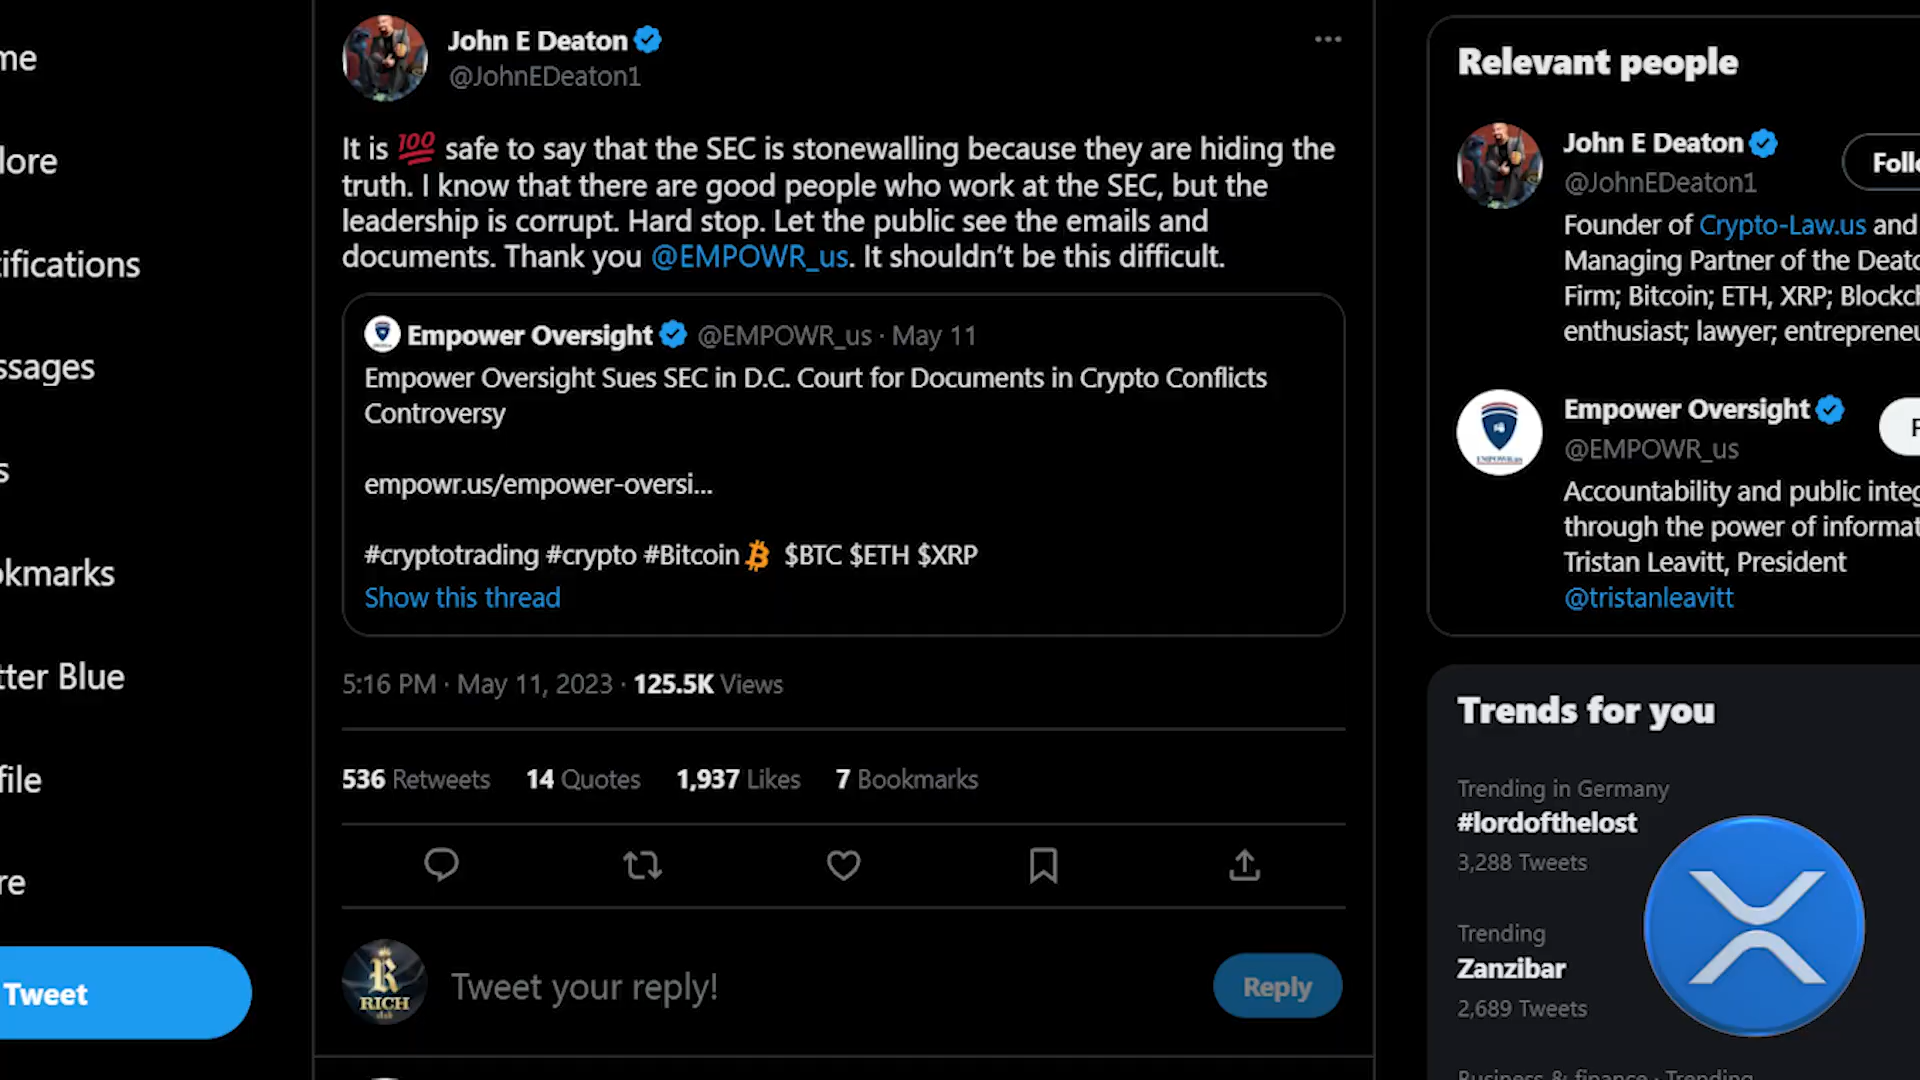 me
lore
tifications
ssages
s
okmarks
tter Blue
file
re
Tweet
John E Deaton
@JohnEDeaton1
It is 💯 safe to say that the SEC is stonewalling because they are hiding the
truth. I know that there are good people who work at the SEC, but the
leadership is corrupt. Hard stop. Let the public see the emails and
documents. Thank you @EMPOWR_us. It shouldn’t be this difficult.
Empower Oversight @EMPOWR_us · May 11
Empower Oversight Sues SEC in D.C. Court for Documents in Crypto Conflicts
Controversy
empowr.us/empower-oversi...
#cryptotrading #crypto #Bitcoin $BTC $ETH $XRP
Show this thread
5:16 PM · May 11, 2023 · 125.5K Views
536 Retweets 14 Quotes 1,937 Likes 7 Bookmarks
RICH
club
Tweet your reply!
Reply
Relevant people
John E Deaton
@JohnEDeaton1
Follo
Founder of Crypto-Law.us and
Managing Partner of the Deato
Firm; Bitcoin; ETH, XRP; Blockch
enthusiast; lawyer; entrepreneu
Empower Oversight
@EMPOWR_us
F
Accountability and public integ
through the power of informat
Tristan Leavitt, President
@tristanleavitt
Trends for you
Trending in Germany
#lordofthelost
3,288 Tweets
Trending
Zanzibar
2,689 Tweets
Business & finance · Trending